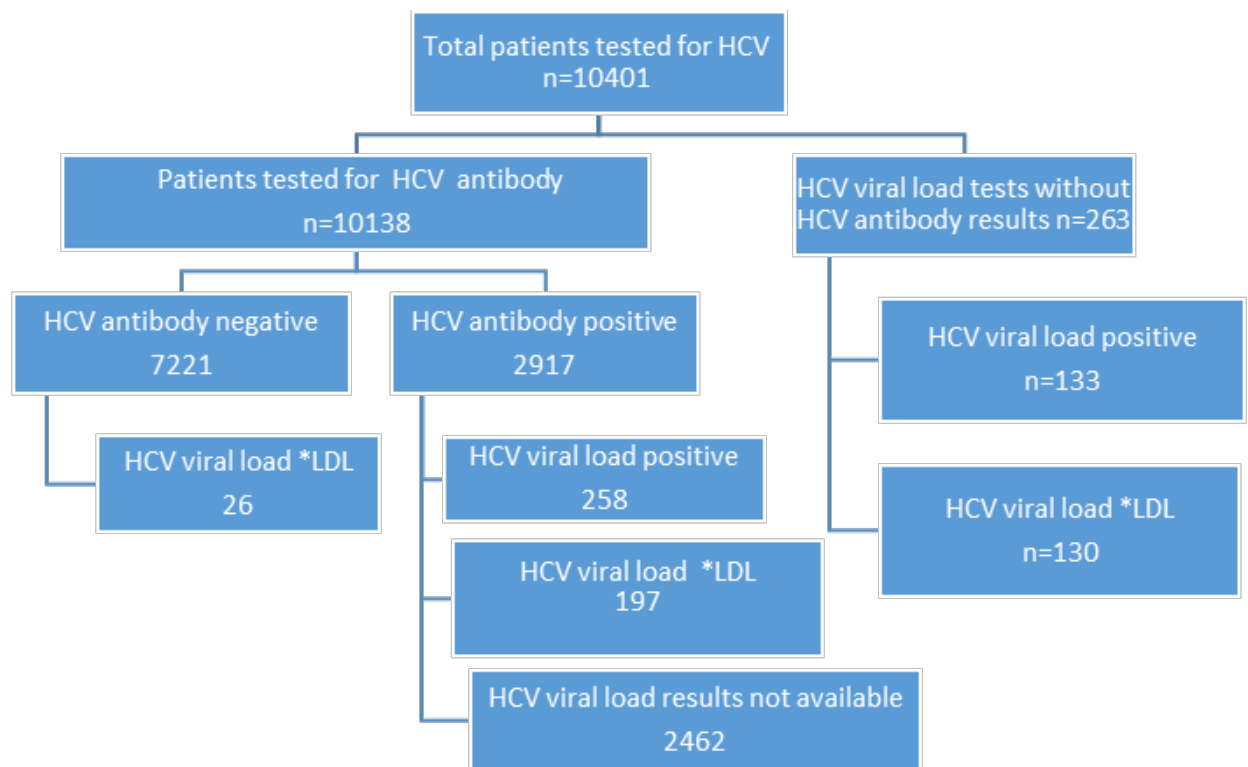 Total patients tested for HCV
n=10401
Patients tested for HCV antibody
n=10138
HCV viral load tests without
HCV antibody results n=263
HCV antibody negative
7221
HCV antibody positive
2917
HCV viral load positive
n=133
HCV viral load *LDL
26
HCV viral load positive
258
HCV viral load *LDL
n=130
HCV viral load *LDL
197
HCV viral load results not available
2462